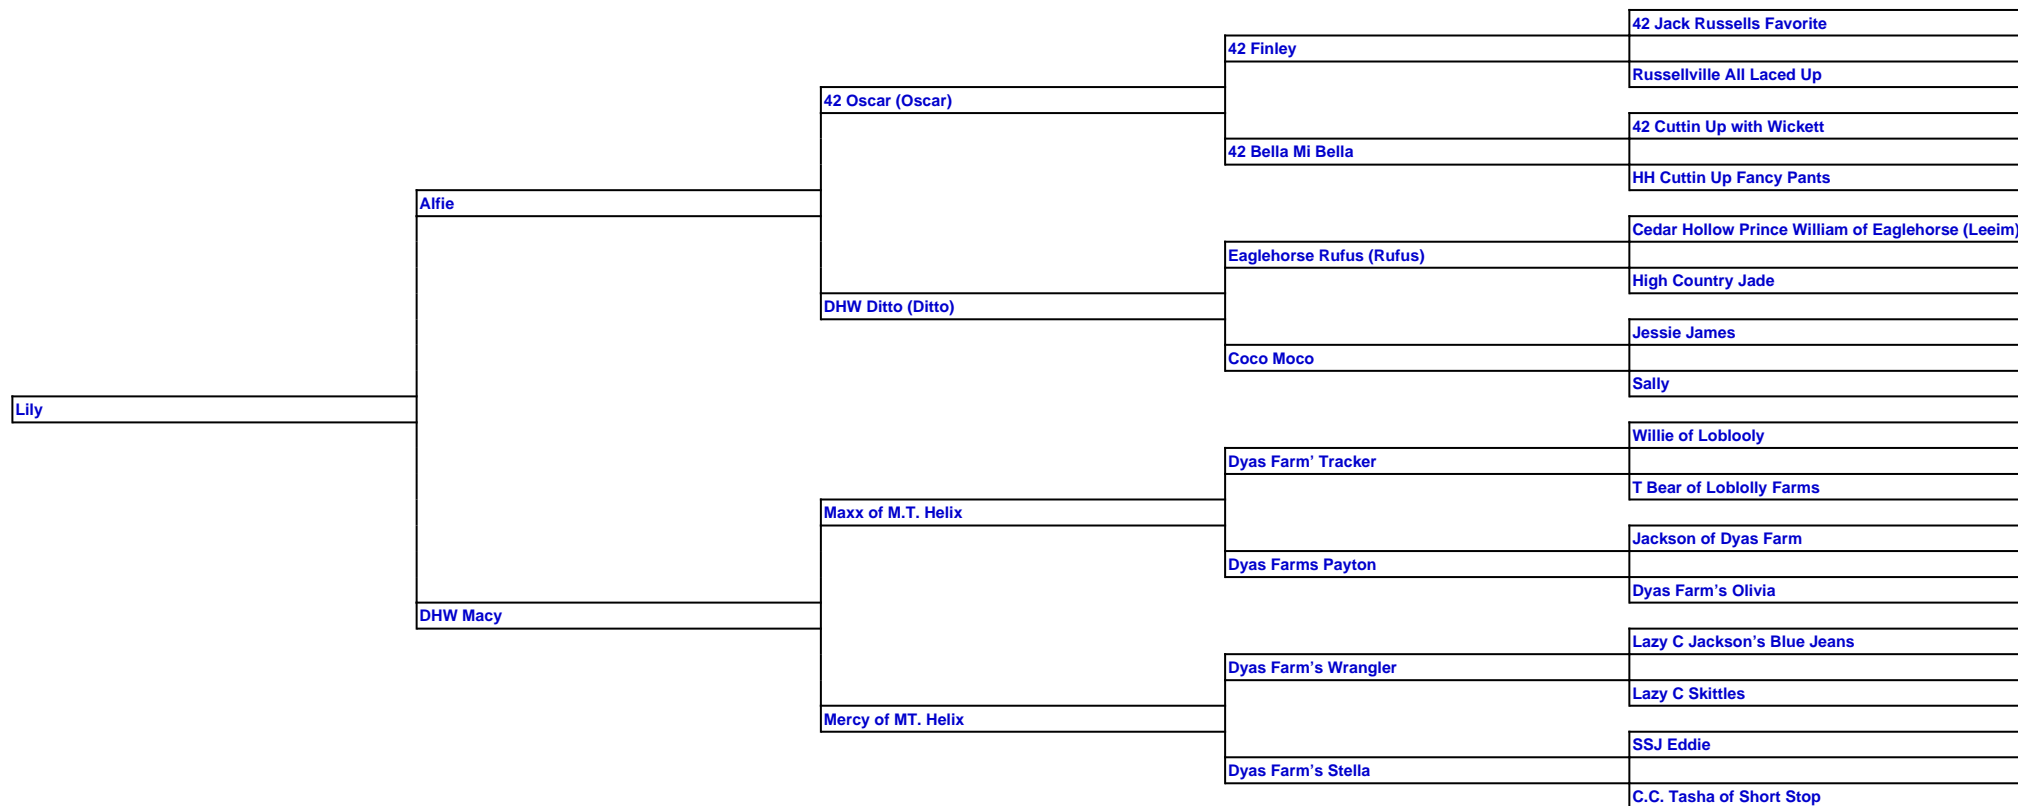 42 Jack Russells Favorite
42 Finley
Russellville All Laced Up
42 Oscar (Oscar)
42 Cuttin Up with Wickett
42 Bella Mi Bella
HH Cuttin Up Fancy Pants
Alfie
Cedar Hollow Prince William of Eaglehorse (Leeim)
Eaglehorse Rufus (Rufus)
High Country Jade
DHW Ditto (Ditto)
Jessie James
Coco Moco
Sally
Lily
Willie of Loblooly
Dyas Farm’ Tracker
T Bear of Loblolly Farms
Maxx of M.T. Helix
Jackson of Dyas Farm
Dyas Farms Payton
Dyas Farm’s Olivia
DHW Macy
Lazy C Jackson’s Blue Jeans
Dyas Farm’s Wrangler
Lazy C Skittles
Mercy of MT. Helix
SSJ Eddie
Dyas Farm’s Stella
C.C. Tasha of Short Stop